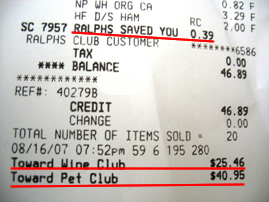 NP WH ORG CA 0.82 F
HF D/S HAM 3.29 F
RC 2.00 F
SC 7957 RALPHS SAVED YOU 0.39
RALPHS CLUB CUSTOMER *******6586
TAX 0.00
**** BALANCE 46.89
************
REF#: 40279B
CREDIT 46.89
CHANGE 0.00
TOTAL NUMBER OF ITEMS SOLD = 20
08/16/07 07:52pm 59 6 195 280
Toward Wine Club $25.46
Toward Pet Club $40.95